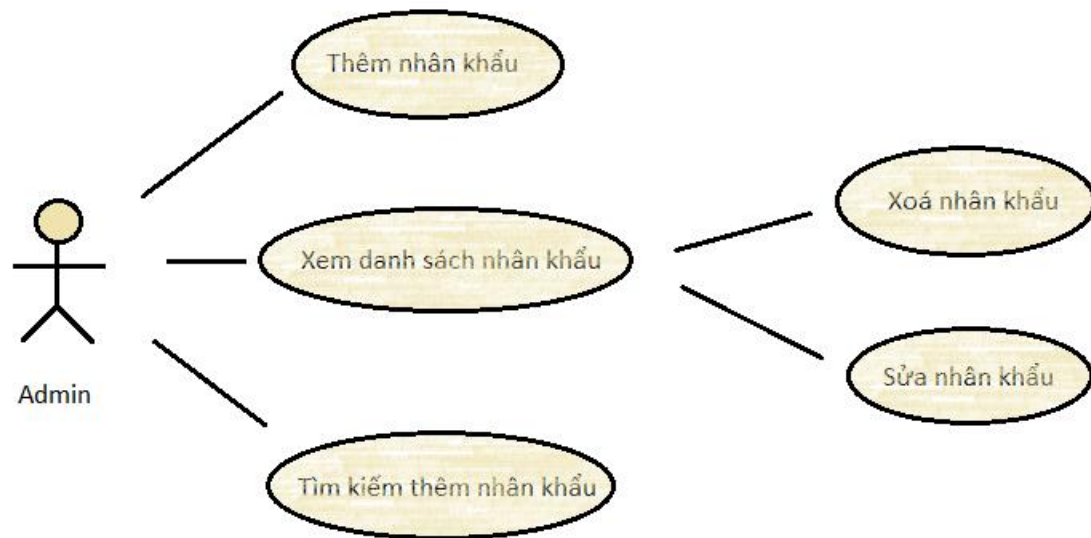 Thêm nhân khẩu
Xoá nhân khẩu
Xem danh sách nhân khẩu
Sửa nhân khẩu
Admin
Tìm kiếm thêm nhân khẩu